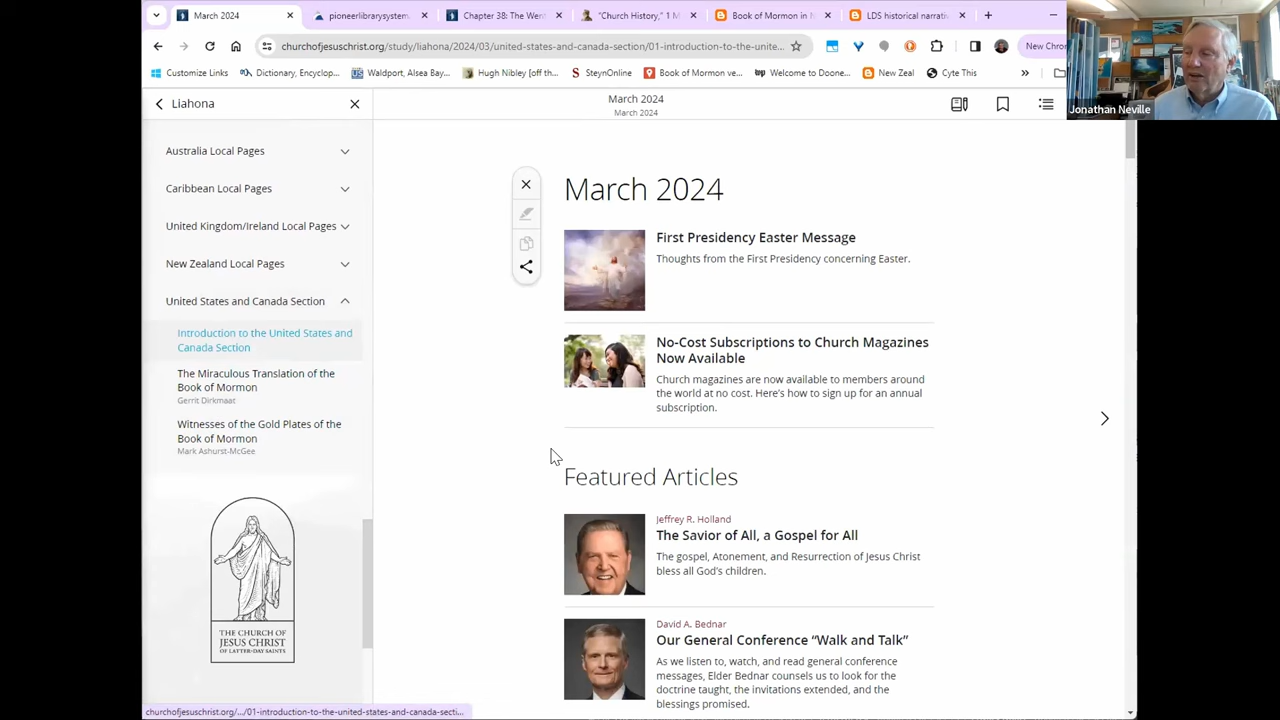 March 2024
pioneerlibrarysystem.
Chapter 38: The Went
"Church History," 1 M
Book of Mormon in N
LDS historical narrati
churchofjesuschrist.org/study/liahona/2024/03/united-states-and-canada-section/01-introduction-to-the-unite...
New Chro
Customize Links
Dictionary, Encyclop...
Waldport, Alsea Bay...
Hugh Nibley [off th...
SteynOnline
Book of Mormon ve...
Welcome to Doone...
New Zeal
Cyte This
Jonathan Neville
Liahona
March 2024
March 2024
Australia Local Pages
Caribbean Local Pages
United Kingdom/Ireland Local Pages
New Zealand Local Pages
United States and Canada Section
Introduction to the United States and
Canada Section
The Miraculous Translation of the
Book of Mormon
Gerrit Dirkmaat
Witnesses of the Gold Plates of the
Book of Mormon
Mark Ashurst-McGee
THE CHURCH OF
JESUS CHRIST
OF LATTER-DAY SAINTS
March 2024
First Presidency Easter Message
Thoughts from the First Presidency concerning Easter.
No-Cost Subscriptions to Church Magazines
Now Available
Church magazines are now available to members around
the world at no cost. Here's how to sign up for an annual
subscription.
Featured Articles
Jeffrey R. Holland
The Savior of All, a Gospel for All
The gospel, Atonement, and Resurrection of Jesus Christ
bless all God's children.
David A. Bednar
Our General Conference "Walk and Talk"
As we listen to, watch, and read general conference
messages, Elder Bednar counsels us to look for the
doctrine taught, the invitations extended, and the
blessings promised.
churchofjesuschrist.org/.../01-introduction-to-the-united-states-and-canada-secti...